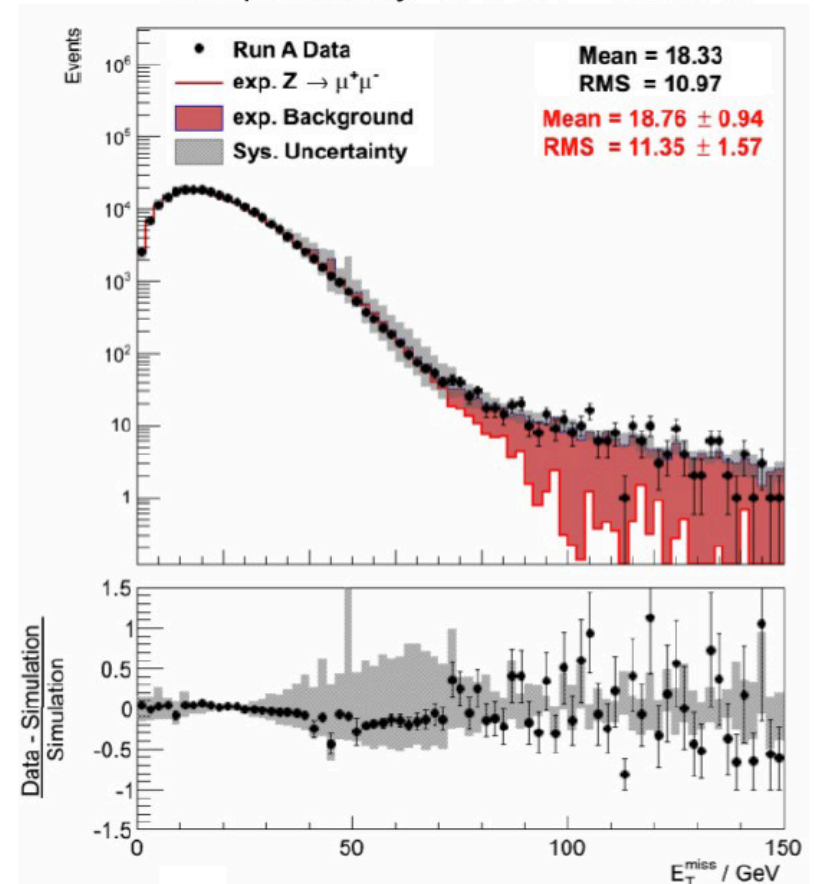 Events
Run A Data
exp. Z → μ⁺μ⁻
exp. Background
Sys. Uncertainty
Mean = 18.33
RMS = 10.97
Mean = 18.76 ± 0.94
RMS = 11.35 ± 1.57
10⁶
10⁵
10⁴
10³
10²
10
1
Data - Simulation
Simulation
1.5
1
0.5
0
-0.5
-1
-1.5
0 50 100 150
E_T^miss / GeV